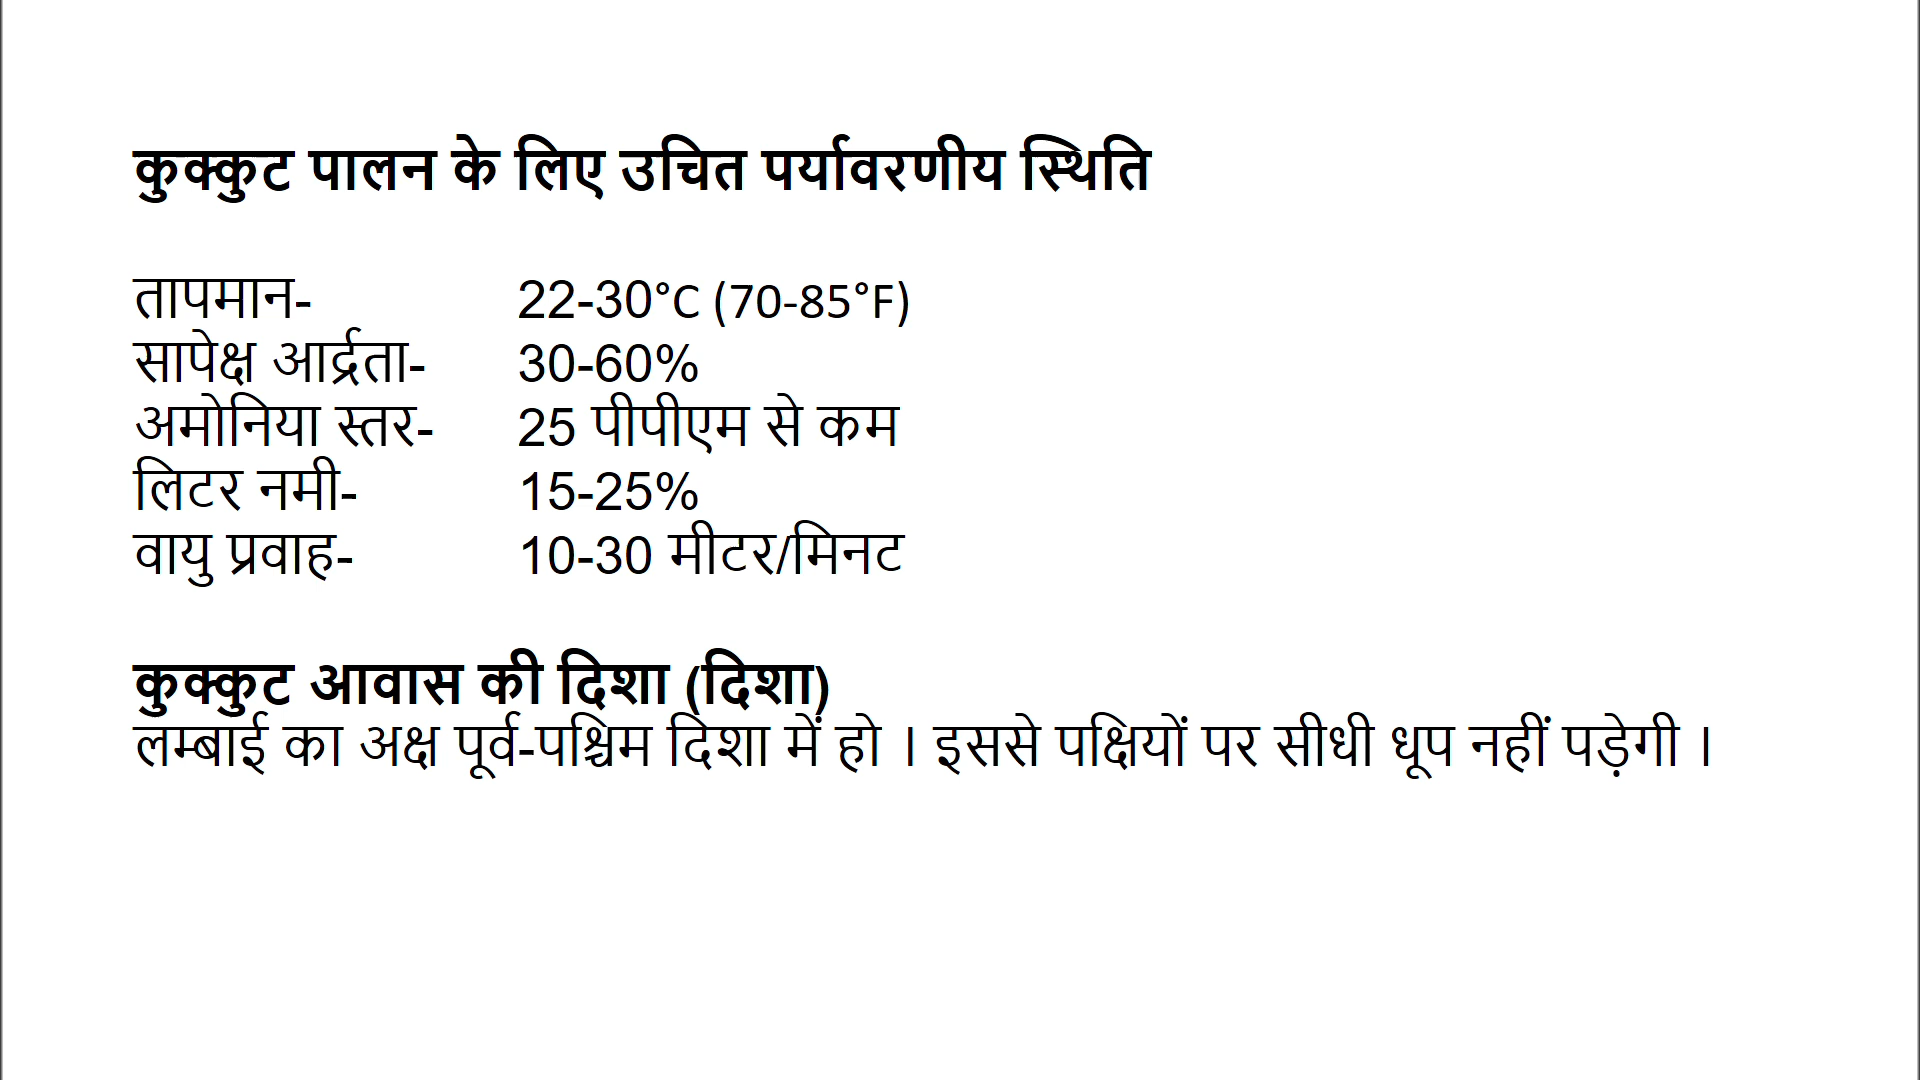 कुक्कुट पालन के लिए उचित पर्यावरणीय स्थिति
तापमान- 22-30°C (70-85°F)
सापेक्ष आर्द्रता- 30-60%
अमोनिया स्तर- 25 पीपीएम से कम
लिटर नमी- 15-25%
वायु प्रवाह- 10-30 मीटर/मिनट
कुक्कुट आवास की दिशा (दिशा)
लम्बाई का अक्ष पूर्व-पश्चिम दिशा में हो । इससे पक्षियों पर सीधी धूप नहीं पड़ेगी ।